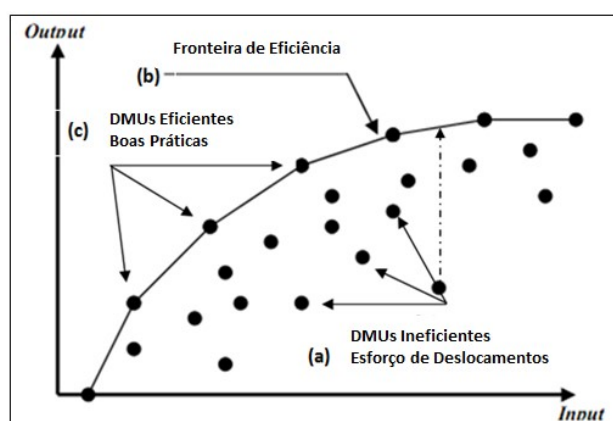 Output
Fronteira de Eficiência
(b)
(c) DMUs Eficientes
Boas Práticas
DMUs Ineficientes
(a) Esforço de Deslocamentos
Input